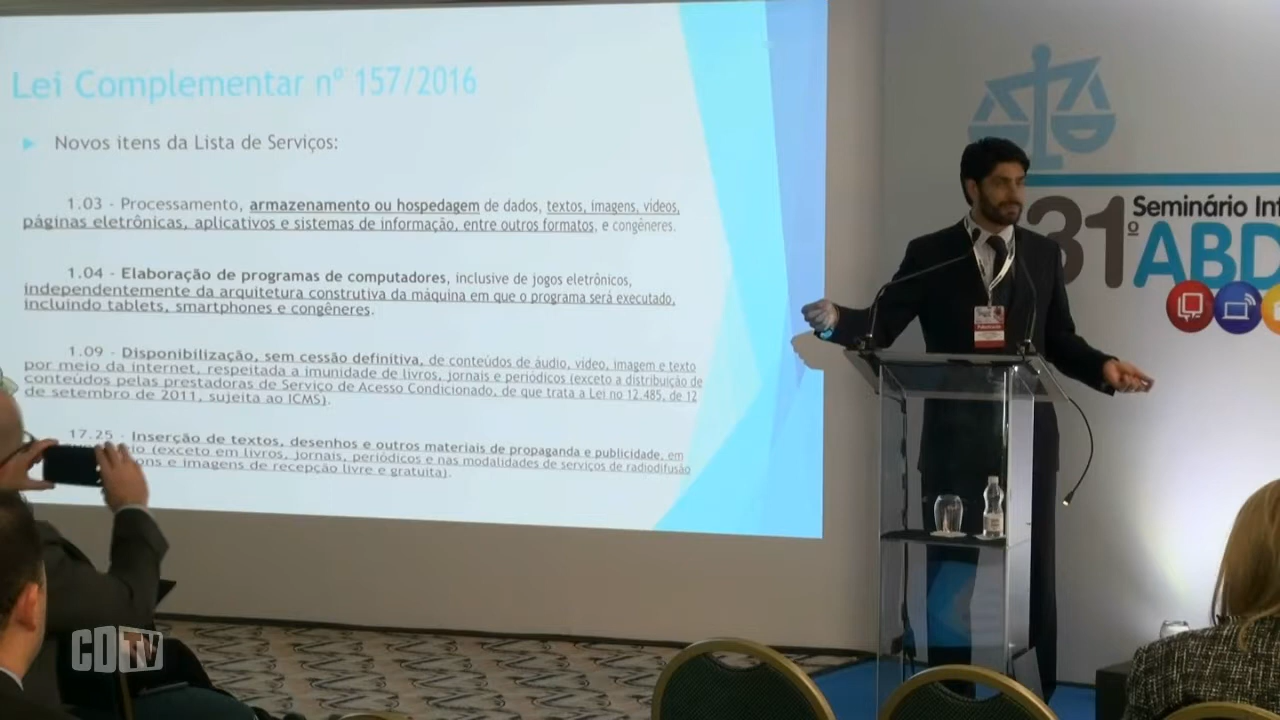 Lei Complementar nº 157/2016
Novos itens da Lista de Serviços:
1.03 - Processamento, armazenamento ou hospedagem de dados, textos, imagens, vídeos,
páginas eletrônicas, aplicativos e sistemas de informação, entre outros formatos, e congêneres.
1.04 - Elaboração de programas de computadores, inclusive de jogos eletrônicos,
independentemente da arquitetura construtiva da máquina em que o programa será executado,
incluindo tablets, smartphones e congêneres.
1.09 - Disponibilização, sem cessão definitiva, de conteúdos de áudio, vídeo, imagem e texto
por meio da internet, respeitada a imunidade de livros, jornais e periódicos (exceto a distribuição de
conteúdos pelas prestadoras de Serviço de Acesso Condicionado, de que trata a Lei no 12.485, de 12
de setembro de 2011, sujeita ao ICMS).
17.25 - Inserção de textos, desenhos e outros materiais de propaganda e publicidade, em
(exceto em livros, jornais, periódicos e nas modalidades de serviços de radiodifusão
e imagens de recepção livre e gratuita).
31º
Seminário Int
ABD
CDTV